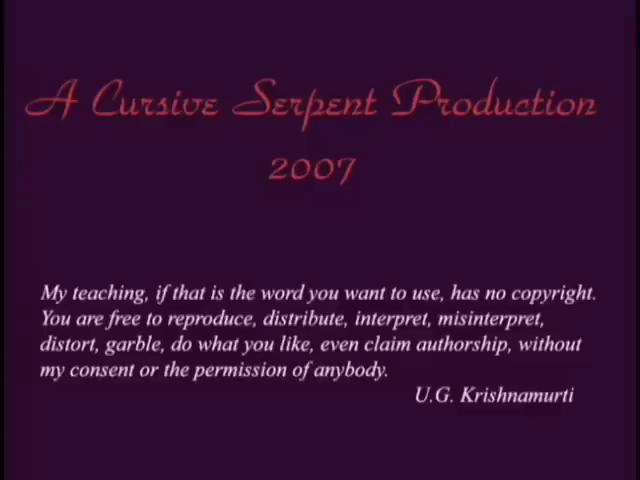 A Cursive Serpent Production
2007
My teaching, if that is the word you want to use, has no copyright.
You are free to reproduce, distribute, interpret, misinterpret,
distort, garble, do what you like, even claim authorship, without
my consent or the permission of anybody.
U.G. Krishnamurti